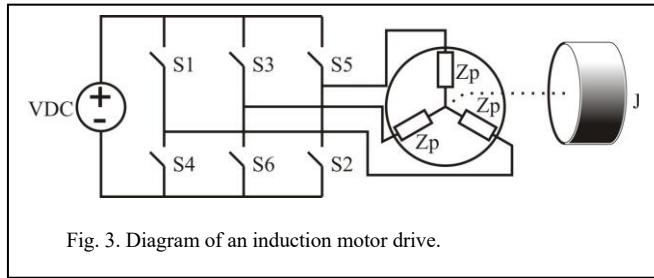 S1 S3 S5
VDC
+
-
Zp
Zp
Zp
J
S4 S6 S2
Fig. 3. Diagram of an induction motor drive.